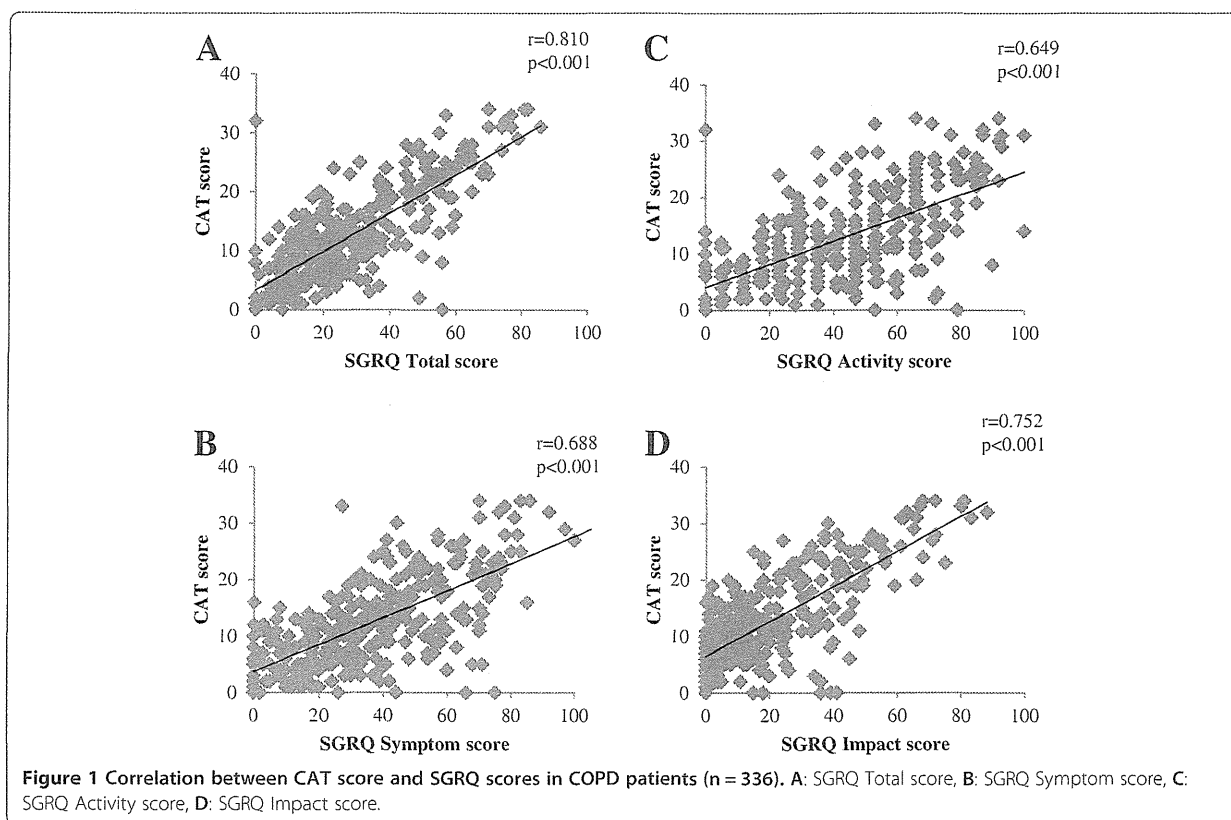 A
r=0.810
p<0.001
40
30
20
10
0
CAT score
0 20 40 60 80 100
SGRQ Total score
C
r=0.649
p<0.001
40
30
20
10
0
CAT score
0 20 40 60 80 100
SGRQ Activity score
B
r=0.688
p<0.001
40
30
20
10
0
CAT score
0 20 40 60 80 100
SGRQ Symptom score
D
r=0.752
p<0.001
40
30
20
10
0
CAT score
0 20 40 60 80 100
SGRQ Impact score
Figure 1 Correlation between CAT score and SGRQ scores in COPD patients (n = 336). A: SGRQ Total score, B: SGRQ Symptom score, C:
SGRQ Activity score, D: SGRQ Impact score.